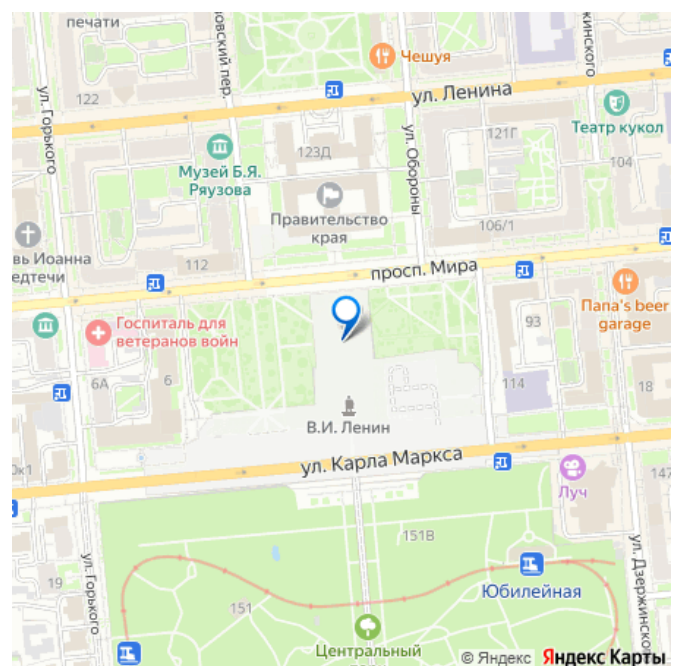 печати
Чешуя
122
ул. Ленина
ул. Горького
ул. Обороны
121Г
Театр кукол
123Д
104
Музей Б.Я.
Ряузова
Правительство
края
106/1
112
просп. Мира
Госпиталь для
ветеранов войн
Папа's beer
garage
93
6А
6
114
18
В.И. Ленин
ул. Карла Маркса
Луч
147
151В
19
ул. Горького
151
Юбилейная
ул. Дзержинского
Центральный
© Яндекс Яндекс Карты